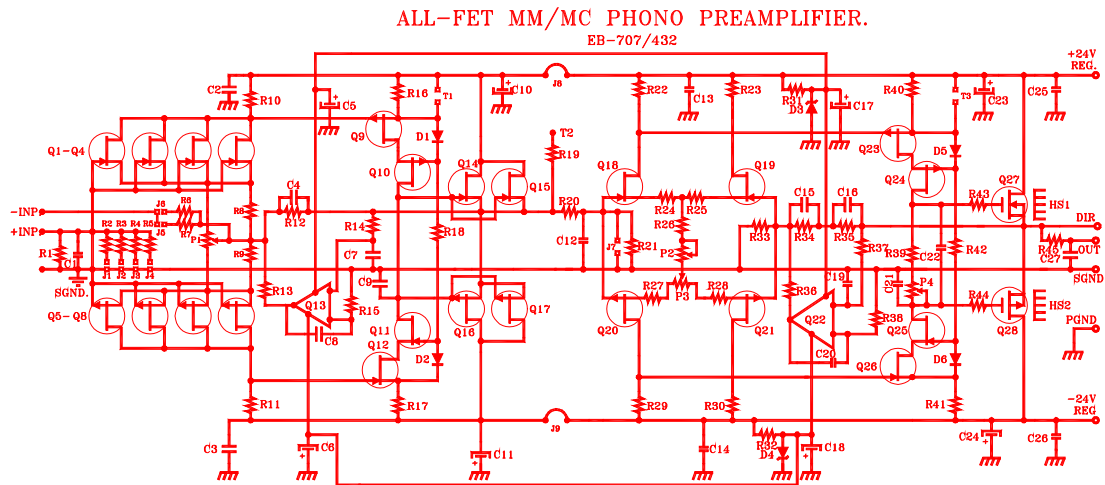 ALL-FET MM/MC PHONO PREAMPLIFIER.
EB-707/432
+24V
REG.
C2
R10
C5
R16
T1
C10
J8
R22
C13
R23
R31
D3
C17
R40
T3
C23
C25
Q9
D1
T2
Q23
D5
Q1-Q4
Q10
Q14
Q15
R19
Q18
Q19
Q24
Q27
C4
R12
R8
R14
R20
R24
R25
R26
C15
C16
R43
HS1
-INP
J6
R6
J5
R7
DIR
+INP
R2
R3
R4
R5
P1
R18
R33
R34
R35
R1
C1
R9
C7
C12
J7
R21
P2
R37
R39
C22
R42
R45
OUT
C27
SGND.
J1
J2
J3
J4
R13
C9
R27
P3
R28
R36
C19
C21
P4
SGND
Q5-Q8
Q13
R15
Q11
Q16
Q17
Q20
Q21
Q22
R38
R44
HS2
Q25
Q28
PGND
C8
Q12
D2
C20
Q26
D6
R11
R17
R29
R30
R41
-24V
REG
J9
C3
C6
C11
C14
R32
D4
C18
C24
C26